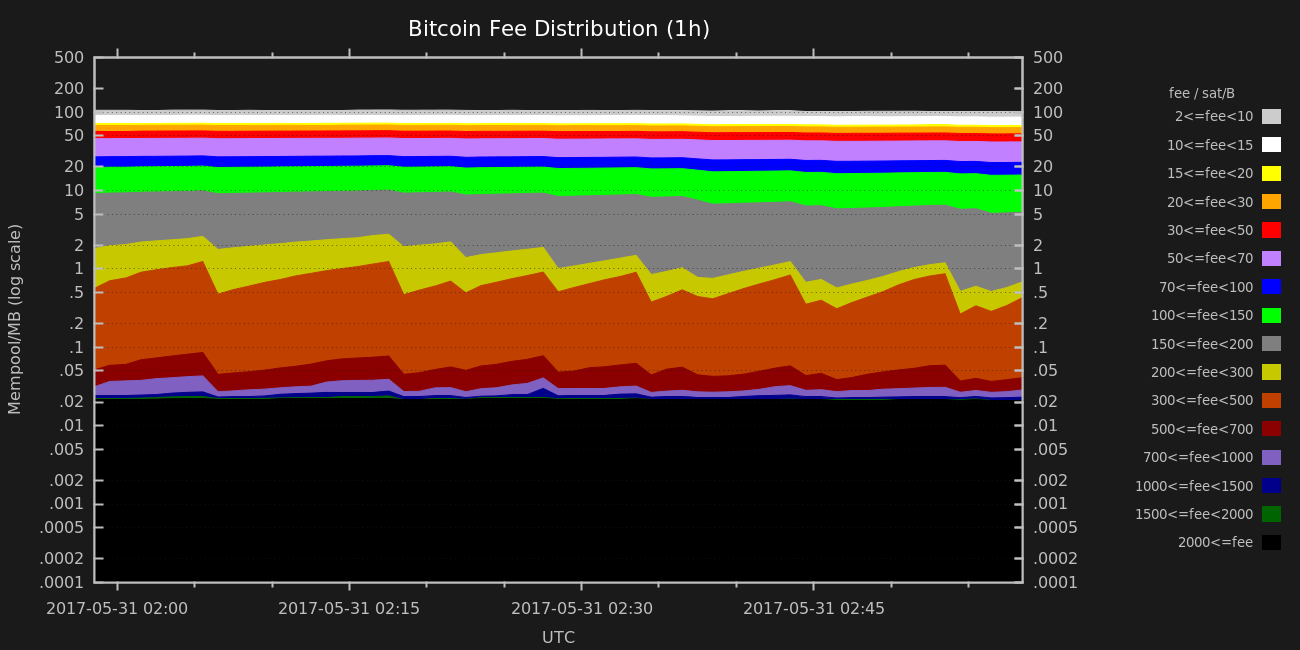 Bitcoin Fee Distribution (1h)
Mempool/MB (log scale)
500
200
100
50
20
10
5
2
1
.5
.2
.1
.05
.02
.01
.005
.002
.001
.0005
.0002
.0001
500
200
100
50
20
10
5
2
1
.5
.2
.1
.05
.02
.01
.005
.002
.001
.0005
.0002
.0001
2017-05-31 02:00 2017-05-31 02:15 2017-05-31 02:30 2017-05-31 02:45
UTC
fee / sat/B
2<=fee<10
10<=fee<15
15<=fee<20
20<=fee<30
30<=fee<50
50<=fee<70
70<=fee<100
100<=fee<150
150<=fee<200
200<=fee<300
300<=fee<500
500<=fee<700
700<=fee<1000
1000<=fee<1500
1500<=fee<2000
2000<=fee